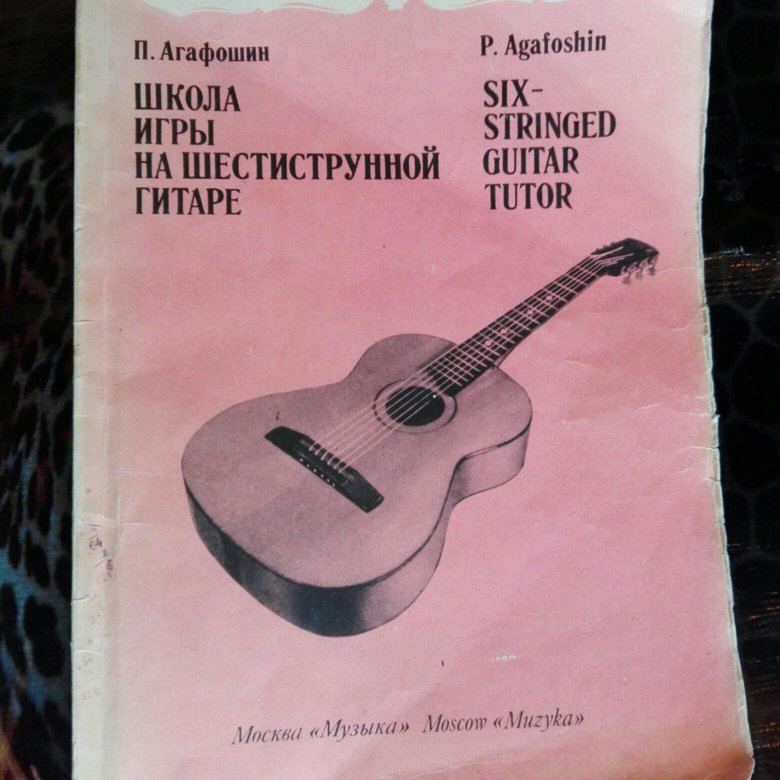 П. Агафошин
ШКОЛА
ИГРЫ
НА ШЕСТИСТРУННОЙ
ГИТАРЕ
P. Agafoshin
SIX-
STRINGED
GUITAR
TUTOR
Москва «Музыка» Moscow «Muzyka»